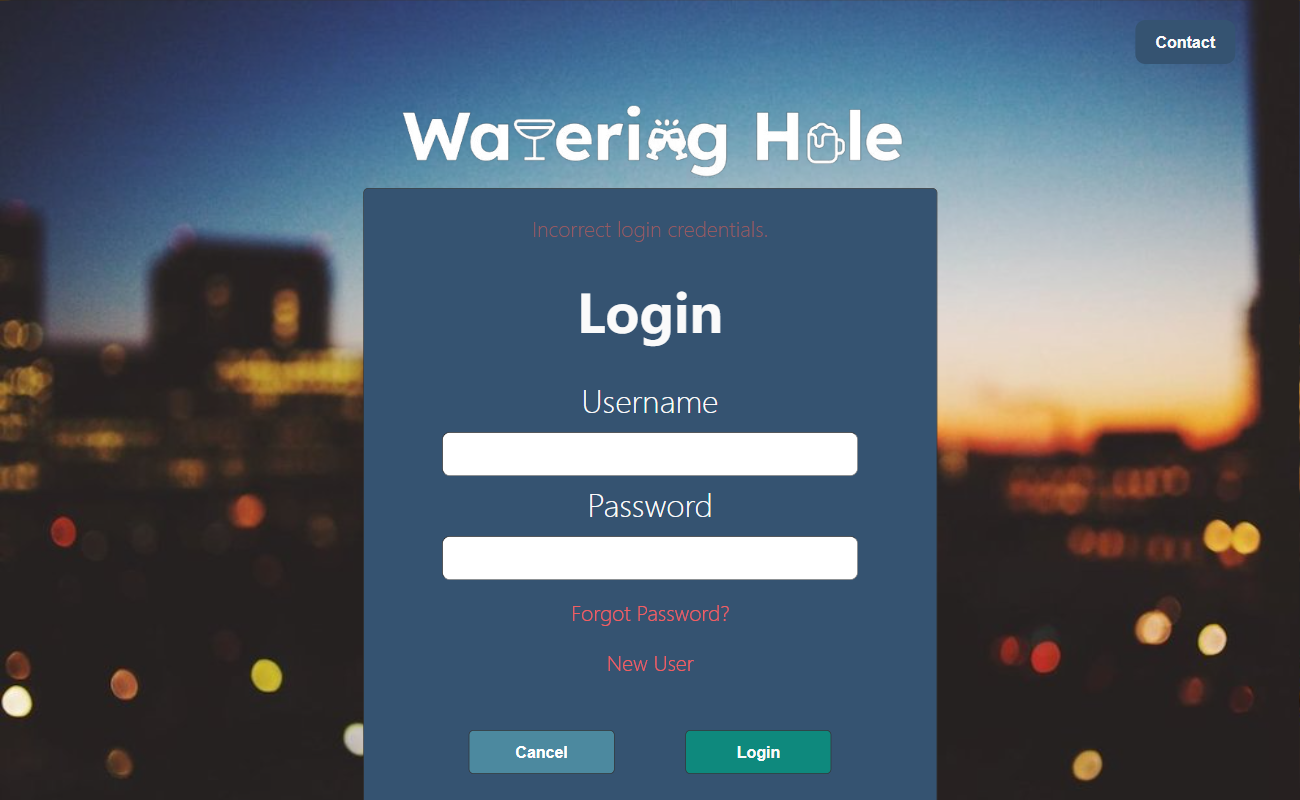 Contact
Watering Hole
Incorrect login credentials.
Login
Username
Password
Forgot Password?
New User
Cancel
Login